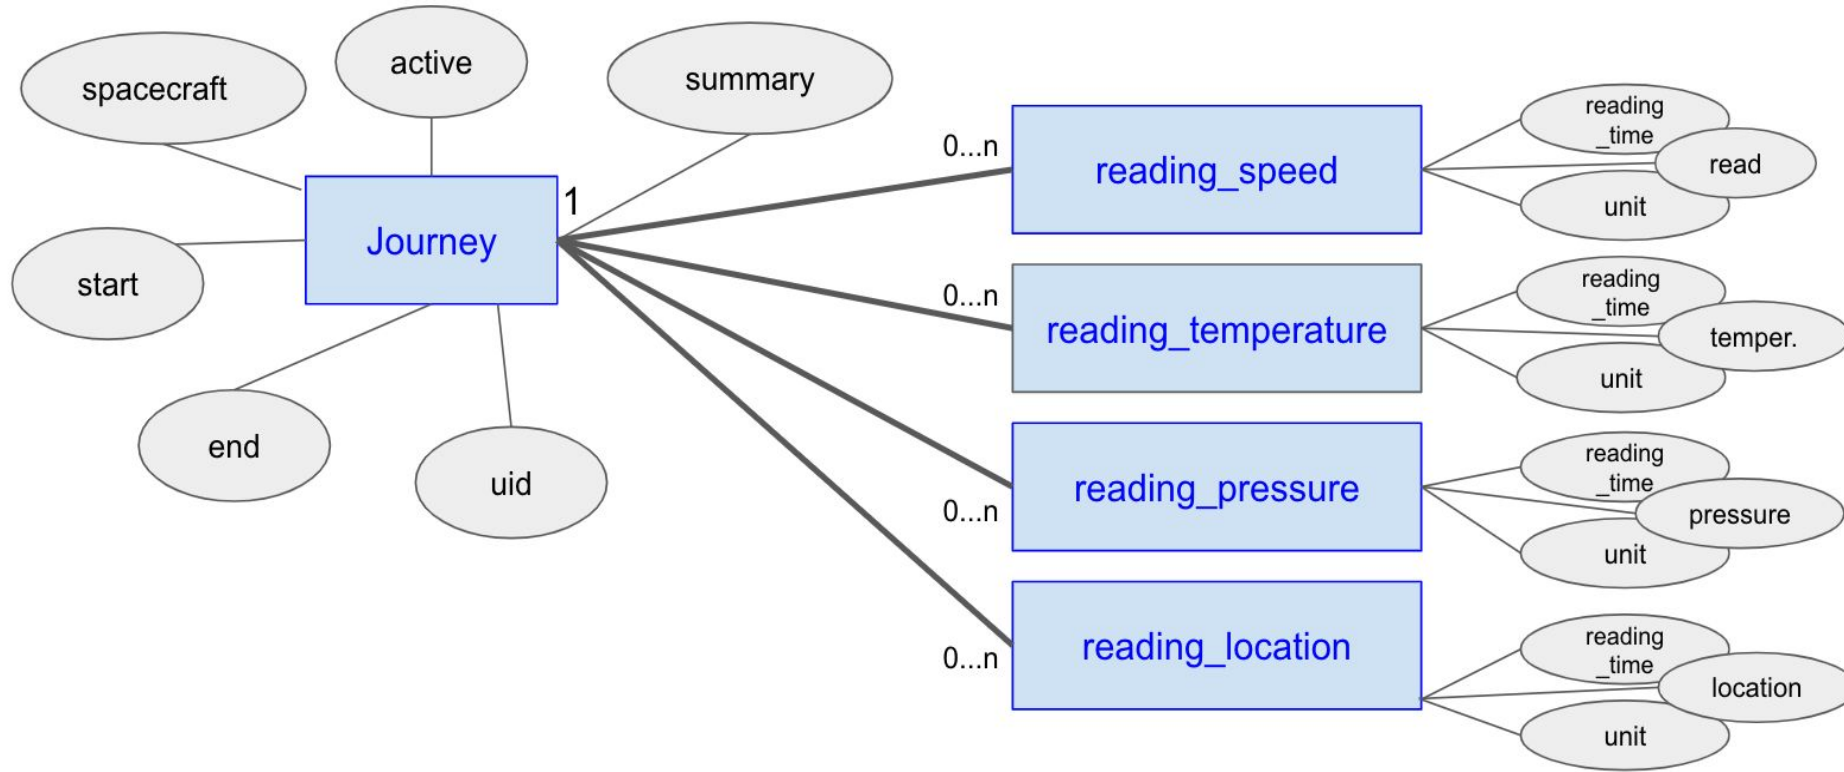 spacecraft
active
summary
start
Journey
1
end
uid
0...n
reading_speed
reading
_time
read
unit
0...n
reading_temperature
reading
_time
temper.
unit
0...n
reading_pressure
reading
_time
pressure
unit
0...n
reading_location
reading
_time
location
unit